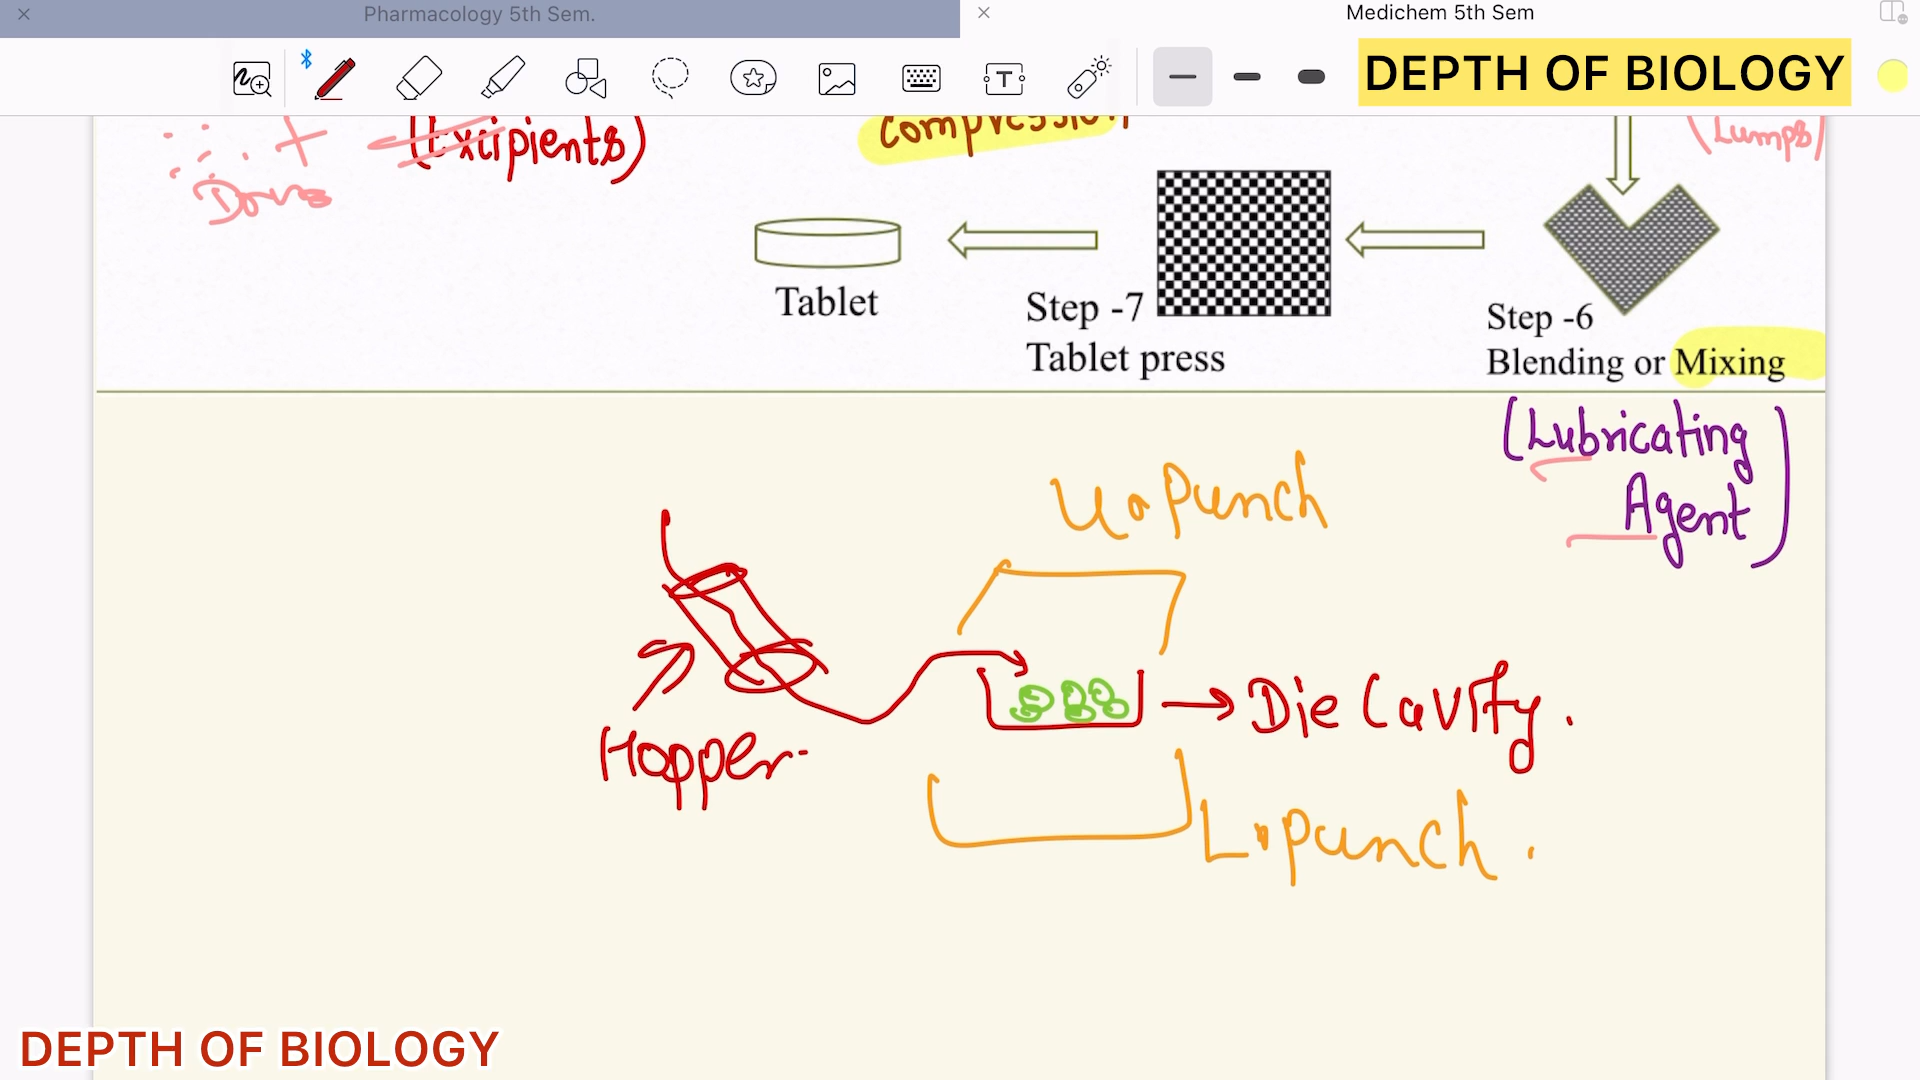 Pharmacology 5th Sem.
Medichem 5th Sem
DEPTH OF BIOLOGY
(Excipients)
Compression
(Lumps)
Tablet
Step -7
Tablet press
Step -6
Blending or Mixing
(Lubricating
Agent)
U.Punch
Hopper
Die Cavity.
L.punch.
DEPTH OF BIOLOGY